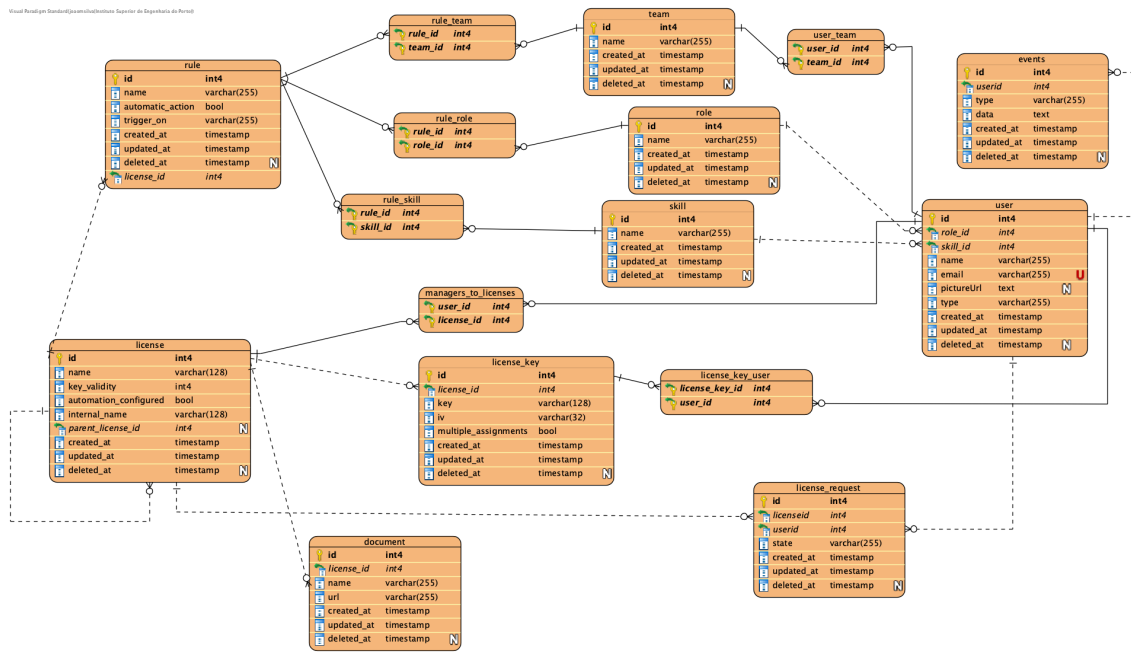 Visual Paradigm Standard(joaomsilva(Instituto Superior de Engenharia do Porto))
rule_team
rule_id int4
team_id int4
team
id int4
name varchar(255)
created_at timestamp
updated_at timestamp
deleted_at timestamp N
user_team
user_id int4
team_id int4
events
id int4
userid int4
type varchar(255)
data text
created_at timestamp
updated_at timestamp
deleted_at timestamp N
rule
id int4
name varchar(255)
automatic_action bool
trigger_on varchar(255)
created_at timestamp
updated_at timestamp
deleted_at timestamp N
license_id int4
rule_role
rule_id int4
role_id int4
role
id int4
name varchar(255)
created_at timestamp
updated_at timestamp
deleted_at timestamp N
rule_skill
rule_id int4
skill_id int4
skill
id int4
name varchar(255)
created_at timestamp
updated_at timestamp
deleted_at timestamp N
user
id int4
role_id int4
skill_id int4
name varchar(255)
email varchar(255) U
pictureUrl text N
type varchar(255)
created_at timestamp
updated_at timestamp
deleted_at timestamp N
managers_to_licenses
user_id int4
license_id int4
license
id int4
name varchar(128)
key_validity int4
automation_configured bool
internal_name varchar(128)
parent_license_id int4 N
created_at timestamp
updated_at timestamp
deleted_at timestamp N
license_key
id int4
license_id int4
key varchar(128)
iv varchar(32)
multiple_assignments bool
created_at timestamp
updated_at timestamp
deleted_at timestamp N
license_key_user
license_key_id int4
user_id int4
license_request
id int4
licenseid int4
userid int4
state varchar(255)
created_at timestamp
updated_at timestamp
deleted_at timestamp N
document
id int4
license_id int4
name varchar(255)
url varchar(255)
created_at timestamp
updated_at timestamp
deleted_at timestamp N